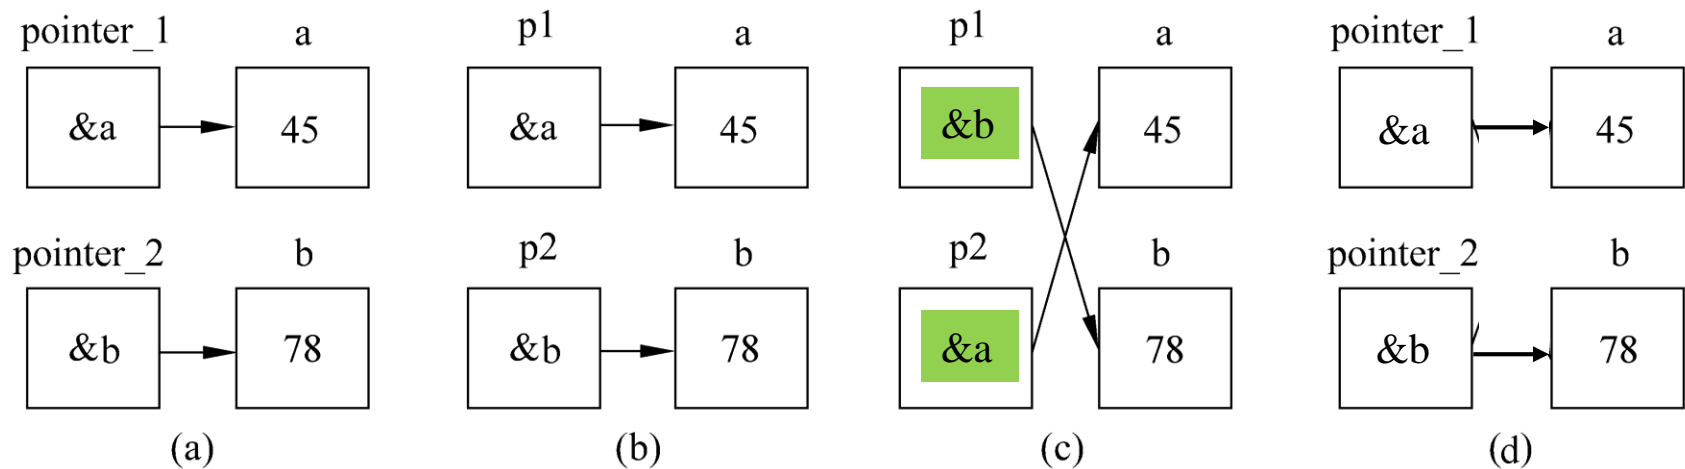 pointer_1 a
&a 45
pointer_2 b
&b 78
(a)
p1 a
&a 45
p2 b
&b 78
(b)
p1 a
&b 45
p2 b
&a 78
(c)
pointer_1 a
&a 45
pointer_2 b
&b 78
(d)